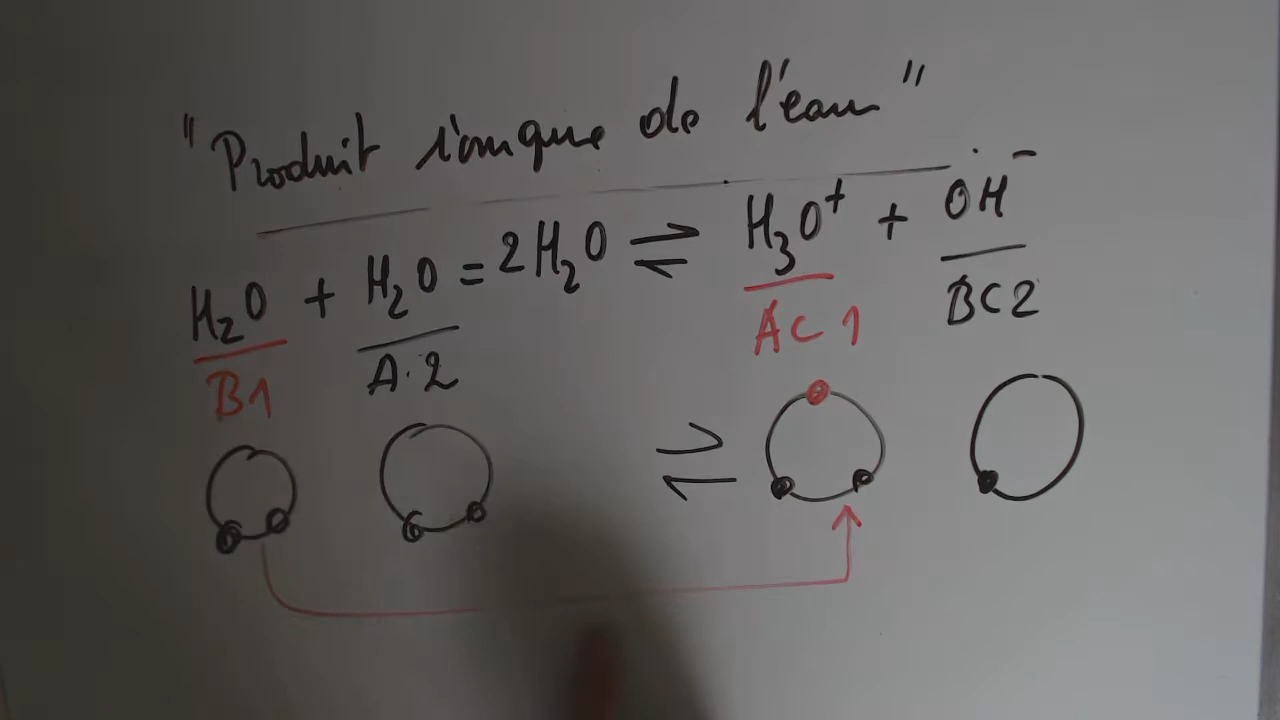 "Produit ionique de l'eau"
H₂O + H₂O = 2H₂O ⇌ H₃O⁺ + OH⁻
B1 A.2 AC1 BC2
⇌